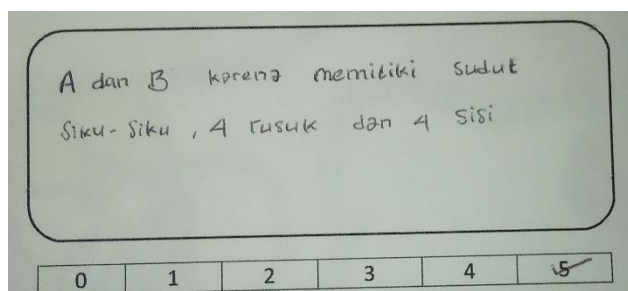 A dan B karena memiliki sudut
siku-siku, 4 rusuk dan 4 sisi
0 1 2 3 4 5